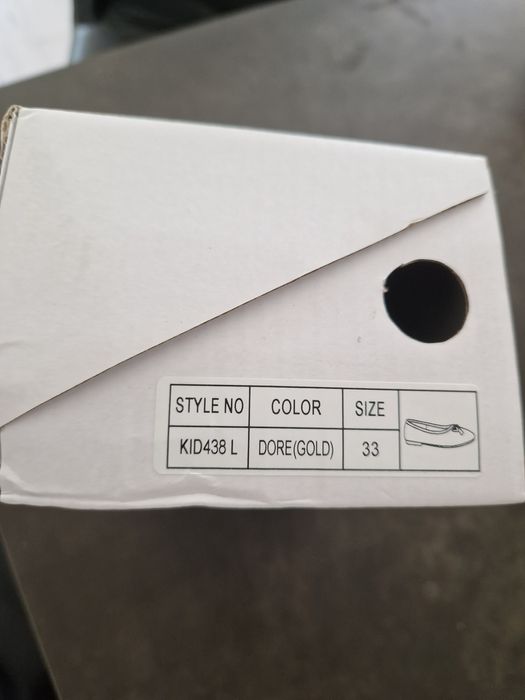 STYLE NO COLOR SIZE
KID438 L DORE(GOLD) 33